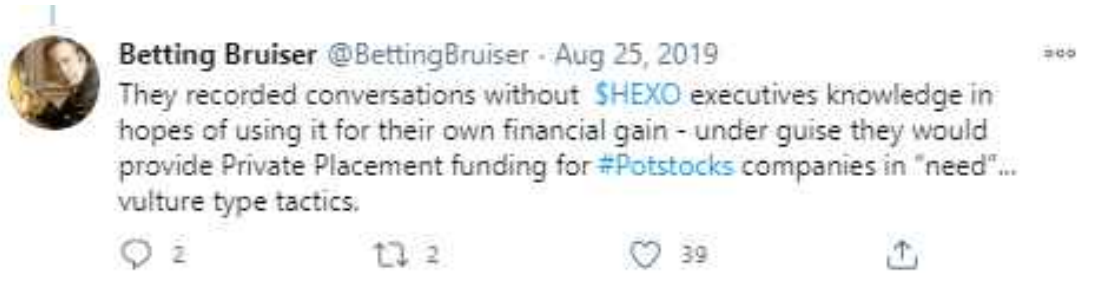 Betting Bruiser @BettingBruiser · Aug 25, 2019
They recorded conversations without $HEXO executives knowledge in
hopes of using it for their own financial gain - under guise they would
provide Private Placement funding for #Potstocks companies in "need"...
vulture type tactics.
2 2 39